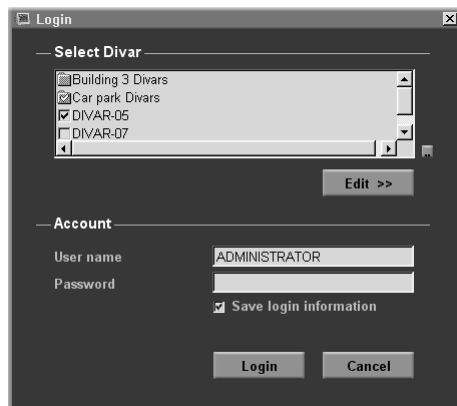 Login
Select Divar
Building 3 Divars
Car park Divars
DIVAR-05
DIVAR-07
Edit >>
Account
User name ADMINISTRATOR
Password
Save login information
Login Cancel